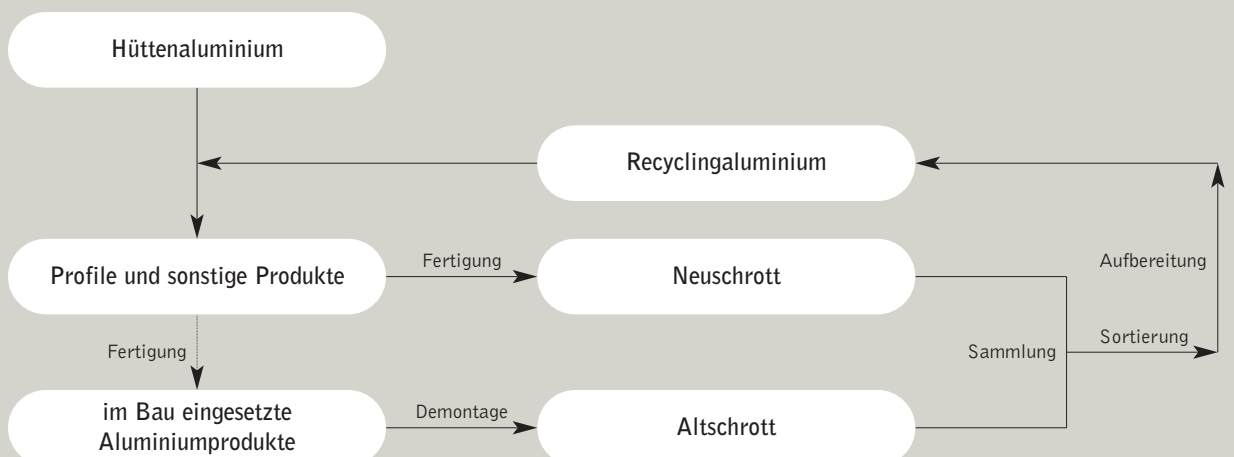 Hüttenaluminium
Recyclingaluminium
Profile und sonstige Produkte
Fertigung
Neuschrott
Aufbereitung
Fertigung
Sammlung
Sortierung
im Bau eingesetzte
Aluminiumprodukte
Demontage
Altschrott